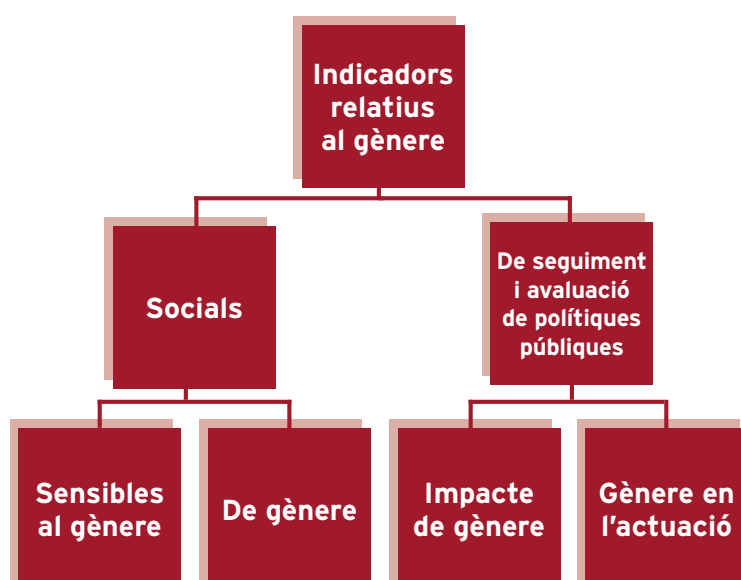 Indicadors
relatius
al gènere
Socials
De seguiment
i avaluació
de polítiques
públiques
Sensibles
al gènere
De gènere
Impacte
de gènere
Gènere en
l'actuació